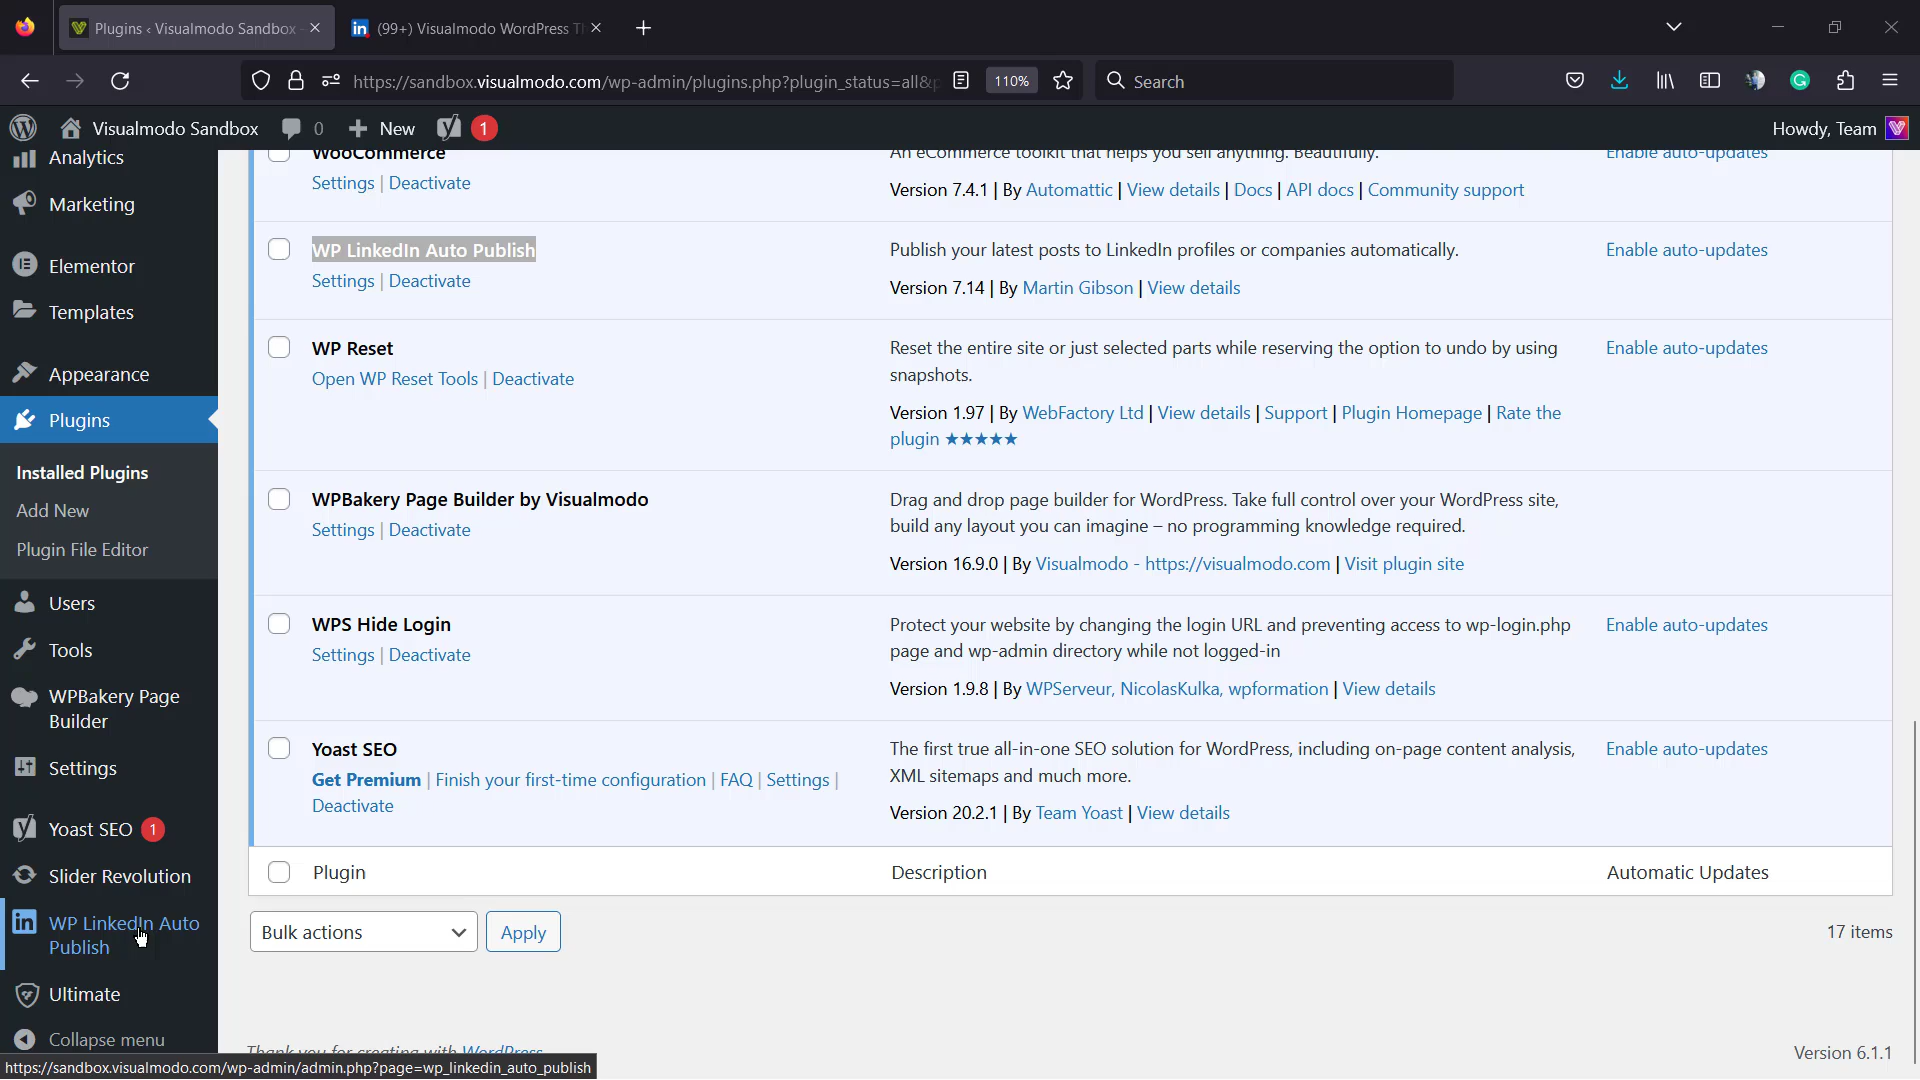 Plugins ‹ Visualmodo Sandbox
(99+) Visualmodo WordPress Th
https://sandbox.visualmodo.com/wp-admin/plugins.php?plugin_status=all&p
110%
Search
Visualmodo Sandbox
0
New
1
Howdy, Team
Analytics
Marketing
Elementor
Templates
Appearance
Plugins
Installed Plugins
Add New
Plugin File Editor
Users
Tools
WPBakery Page
Builder
Settings
Yoast SEO 1
Slider Revolution
WP LinkedIn Auto
Publish
Ultimate
Collapse menu
WooCommerce
Settings | Deactivate
An eCommerce toolkit that helps you sell anything. Beautifully.
Version 7.4.1 | By Automattic | View details | Docs | API docs | Community support
Enable auto-updates
WP LinkedIn Auto Publish
Settings | Deactivate
Publish your latest posts to LinkedIn profiles or companies automatically.
Version 7.14 | By Martin Gibson | View details
Enable auto-updates
WP Reset
Open WP Reset Tools | Deactivate
Reset the entire site or just selected parts while reserving the option to undo by using
snapshots.
Version 1.97 | By WebFactory Ltd | View details | Support | Plugin Homepage | Rate the
plugin ★★★★★
Enable auto-updates
WPBakery Page Builder by Visualmodo
Settings | Deactivate
Drag and drop page builder for WordPress. Take full control over your WordPress site,
build any layout you can imagine – no programming knowledge required.
Version 16.9.0 | By Visualmodo - https://visualmodo.com | Visit plugin site
WPS Hide Login
Settings | Deactivate
Protect your website by changing the login URL and preventing access to wp-login.php
page and wp-admin directory while not logged-in
Version 1.9.8 | By WPServeur, NicolasKulka, wpformation | View details
Enable auto-updates
Yoast SEO
Get Premium | Finish your first-time configuration | FAQ | Settings |
Deactivate
The first true all-in-one SEO solution for WordPress, including on-page content analysis,
XML sitemaps and much more.
Version 20.2.1 | By Team Yoast | View details
Enable auto-updates
Plugin
Description
Automatic Updates
Bulk actions
Apply
17 items
Thank you for creating with WordPress
Version 6.1.1
https://sandbox.visualmodo.com/wp-admin/admin.php?page=wp_linkedin_auto_publish